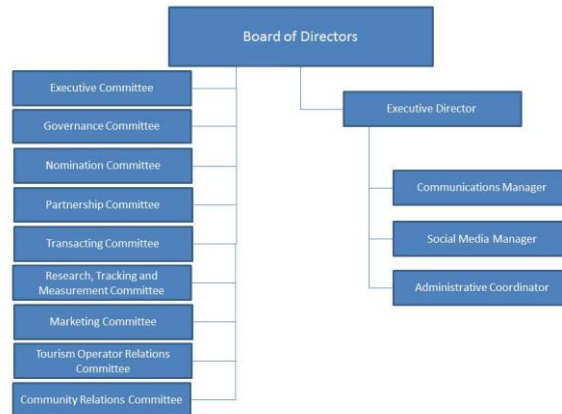 Board of Directors
Executive Committee
Executive Director
Governance Committee
Nomination Committee
Communications Manager
Partnership Committee
Social Media Manager
Transacting Committee
Research, Tracking and
Measurement Committee
Administrative Coordinator
Marketing Committee
Tourism Operator Relations
Committee
Community Relations Committee